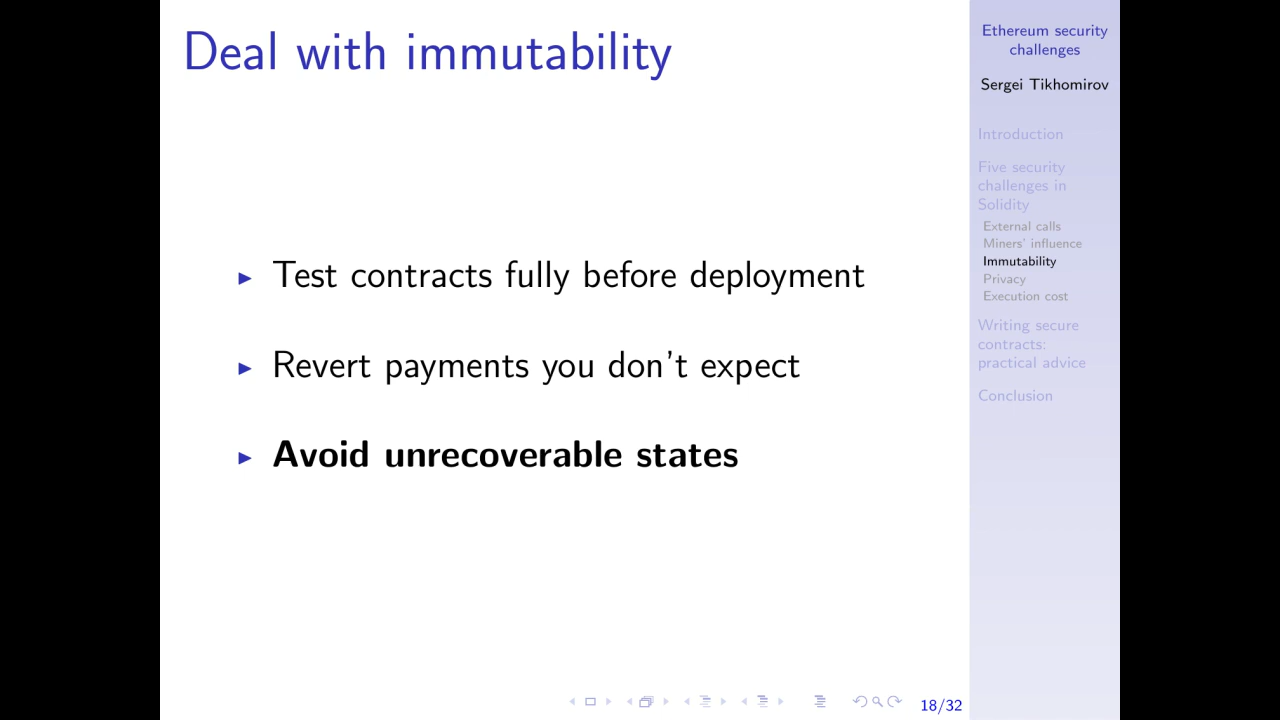 Deal with immutability
Test contracts fully before deployment
Revert payments you don't expect
Avoid unrecoverable states
Ethereum security
challenges
Sergei Tikhomirov
Introduction
Five security
challenges in
Solidity
External calls
Miners' influence
Immutability
Privacy
Execution cost
Writing secure
contracts:
practical advice
Conclusion
18/32